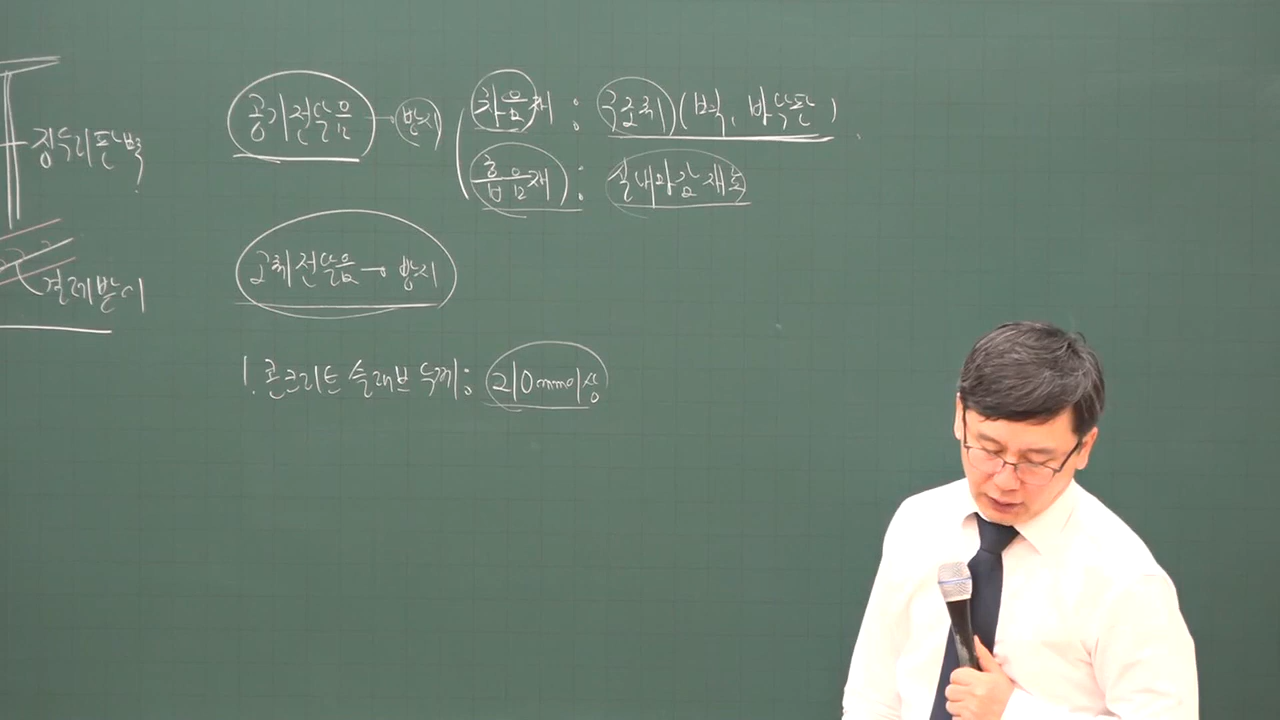 징두리판벽
걸레받이
공기전달음 → 방지
차음재 : 구조체 (벽, 바닥판)
흡음재 : 실내마감재료
고체전달음 → 방지
1. 콘크리트 슬래브 두께 : 210mm이상